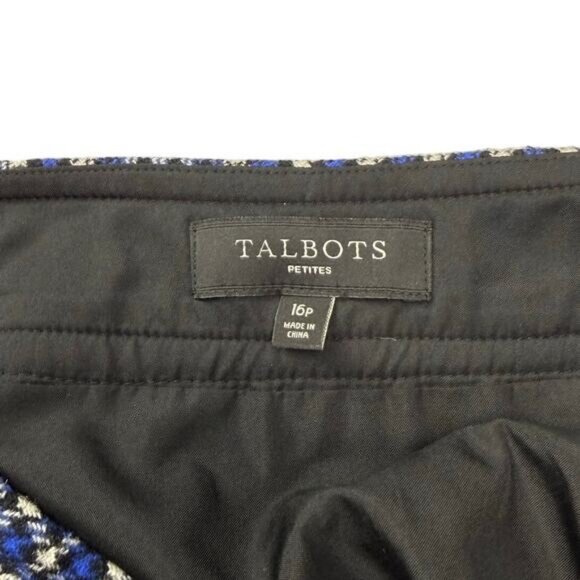 TALBOTS
PETITES
16P
MADE IN
CHINA